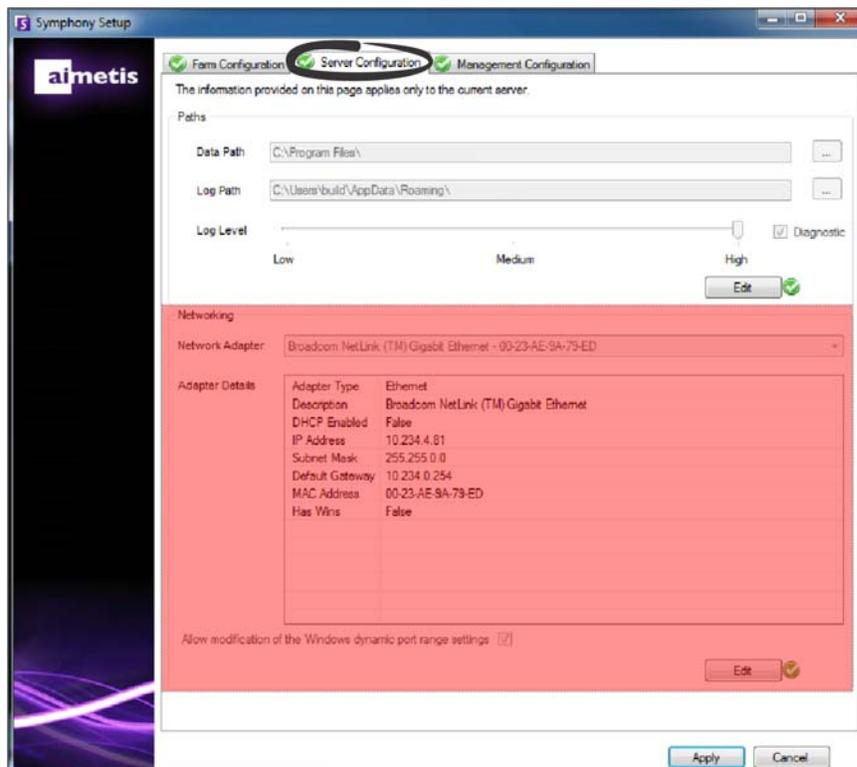 Symphony Setup
aimetis
Farm Configuration
Server Configuration
Management Configuration
The information provided on this page applies only to the current server.
Paths
Data Path
C:\Program Files\
...
Log Path
C:\Users\build\AppData\Roaming\
...
Log Level
Diagnostic
Low
Medium
High
Edit
Networking
Network Adapter
Broadcom NetLink (TM) Gigabit Ethernet - 00-23-AE-9A-79-ED
Adapter Details
Adapter Type Ethernet
Description Broadcom NetLink (TM) Gigabit Ethernet
DHCP Enabled False
IP Address 10.234.4.81
Subnet Mask 255.255.0.0
Default Gateway 10.234.0.254
MAC Address 00-23-AE-9A-79-ED
Has Wins False
Allow modification of the Windows dynamic port range settings
Edit
Apply
Cancel